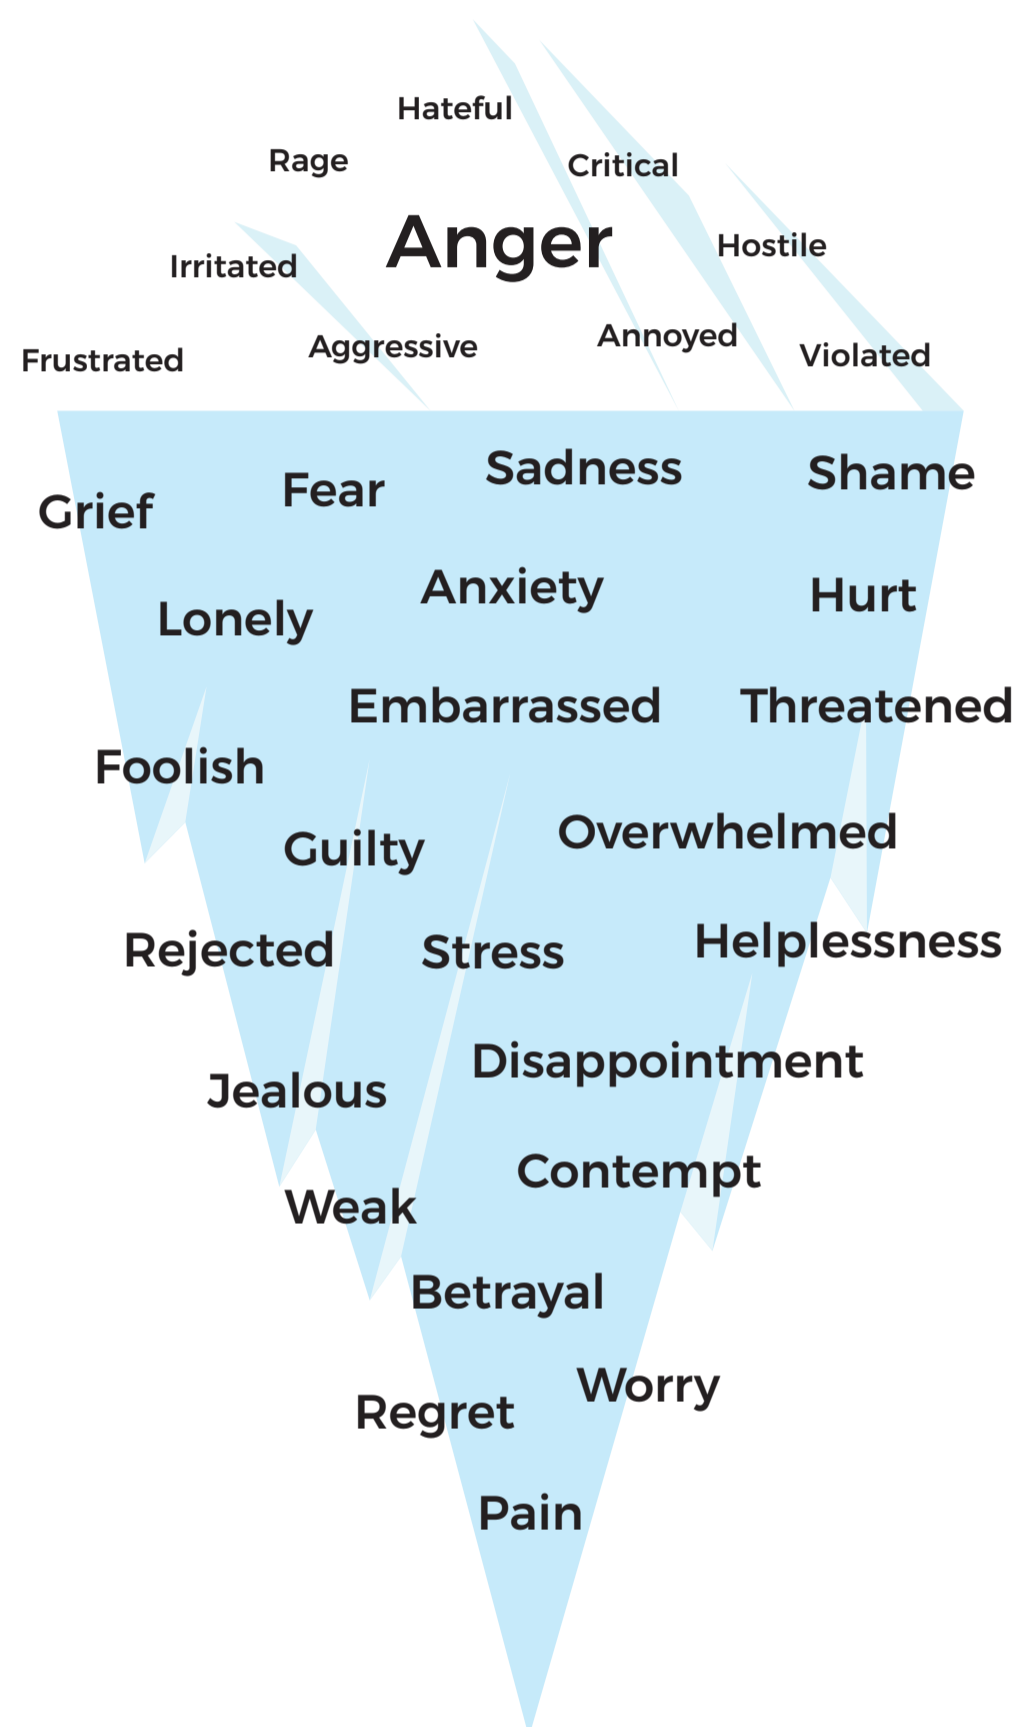 Hateful
Rage
Critical
Anger
Hostile
Irritated
Annoyed
Aggressive
Violated
Frustrated
Sadness
Shame
Fear
Grief
Anxiety
Hurt
Lonely
Embarrassed
Threatened
Foolish
Overwhelmed
Guilty
Helplessness
Rejected
Stress
Disappointment
Jealous
Contempt
Weak
Betrayal
Worry
Regret
Pain